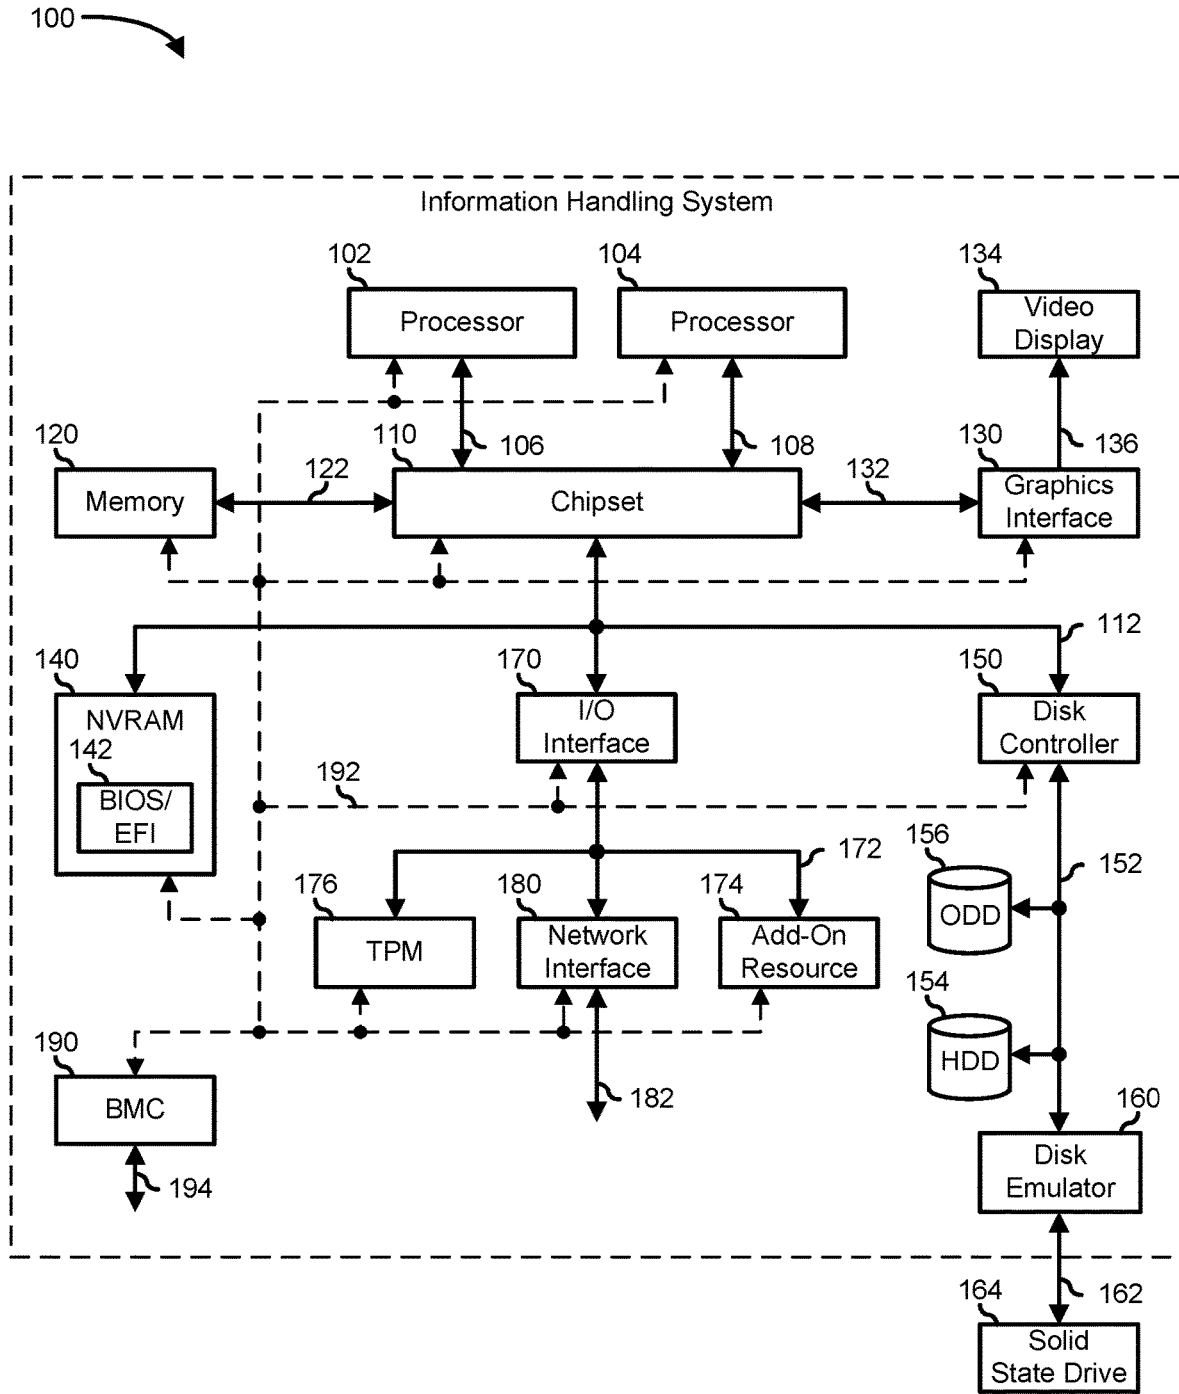 100
Information Handling System
102
104
134
Processor
Processor
Video
Display
120
110
106
108
130
136
122
132
Memory
Chipset
Graphics
Interface
112
140
170
150
NVRAM
I/O
Interface
Disk
Controller
142
BIOS/
EFI
192
156
172
152
176
180
174
ODD
TPM
Network
Interface
Add-On
Resource
154
190
HDD
BMC
182
160
194
Disk
Emulator
164
162
Solid
State Drive